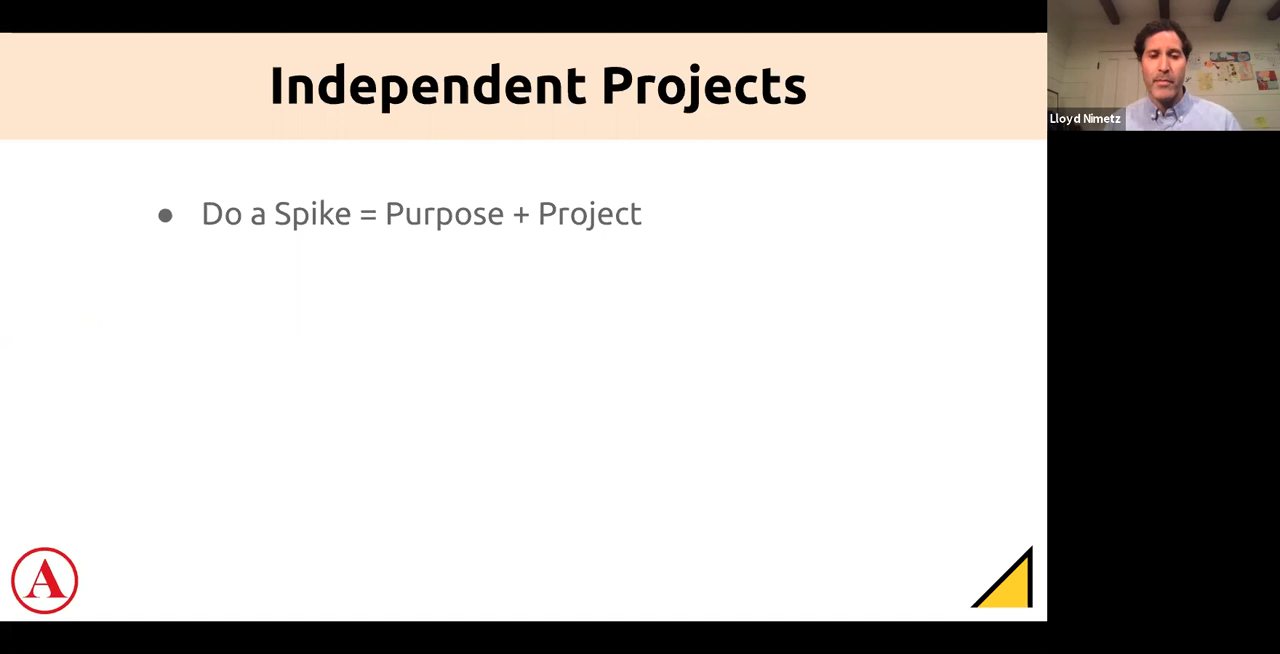 Independent Projects
Lloyd Nimetz
● Do a Spike = Purpose + Project
A